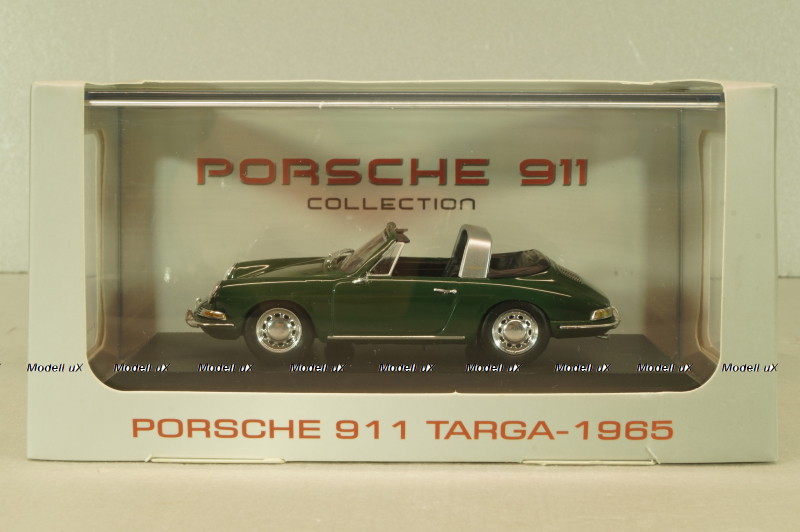 PORSCHE 911
COLLECTION
Modell uX Modell uX Modell uX Modell uX Modell uX Modell uX Modell uX Modell uX Modell uX
PORSCHE 911 TARGA-1965